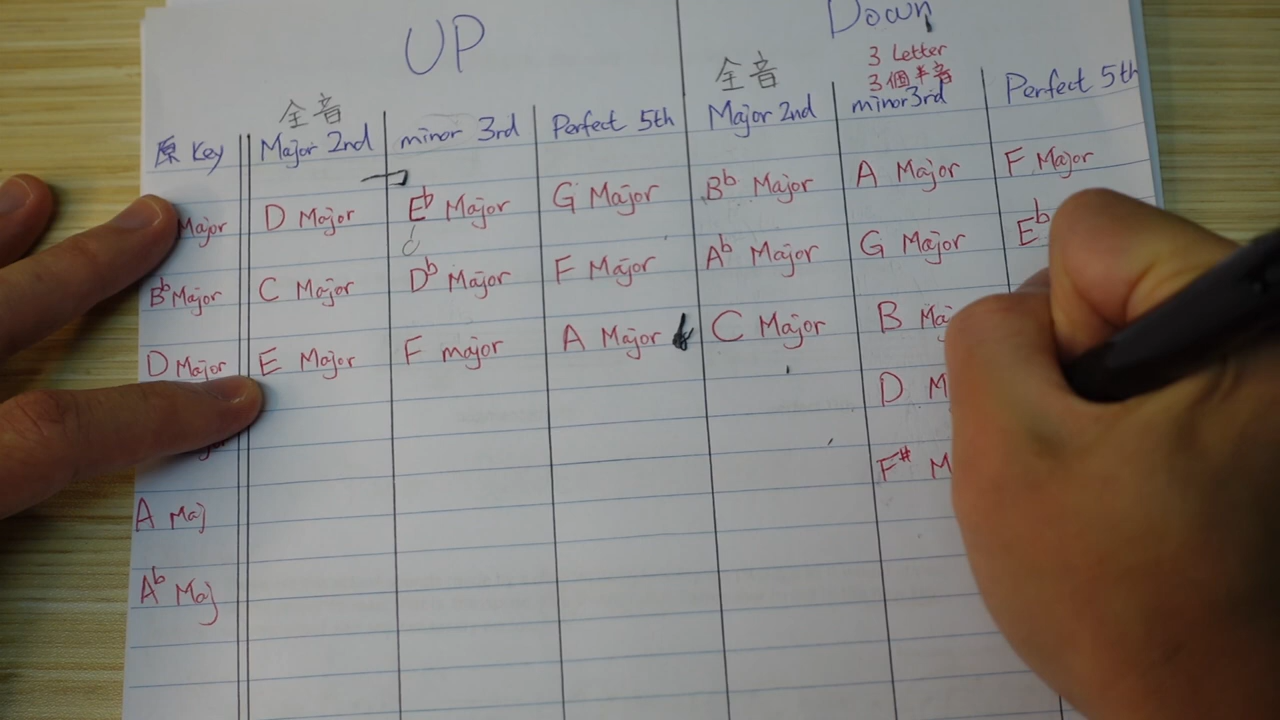 UP
Down
全音
全音
3 Letter
3個半音
原 Key Major 2nd minor 3rd Perfect 5th Major 2nd minor3rd Perfect 5th
Major D Major E♭ Major G Major B♭ Major A Major F Major
B♭ Major C Major D♭ Major F Major A♭ Major G Major E♭
D Major E Major F major A Major C Major B Maj
D M
F# M
A Maj
A♭ Maj